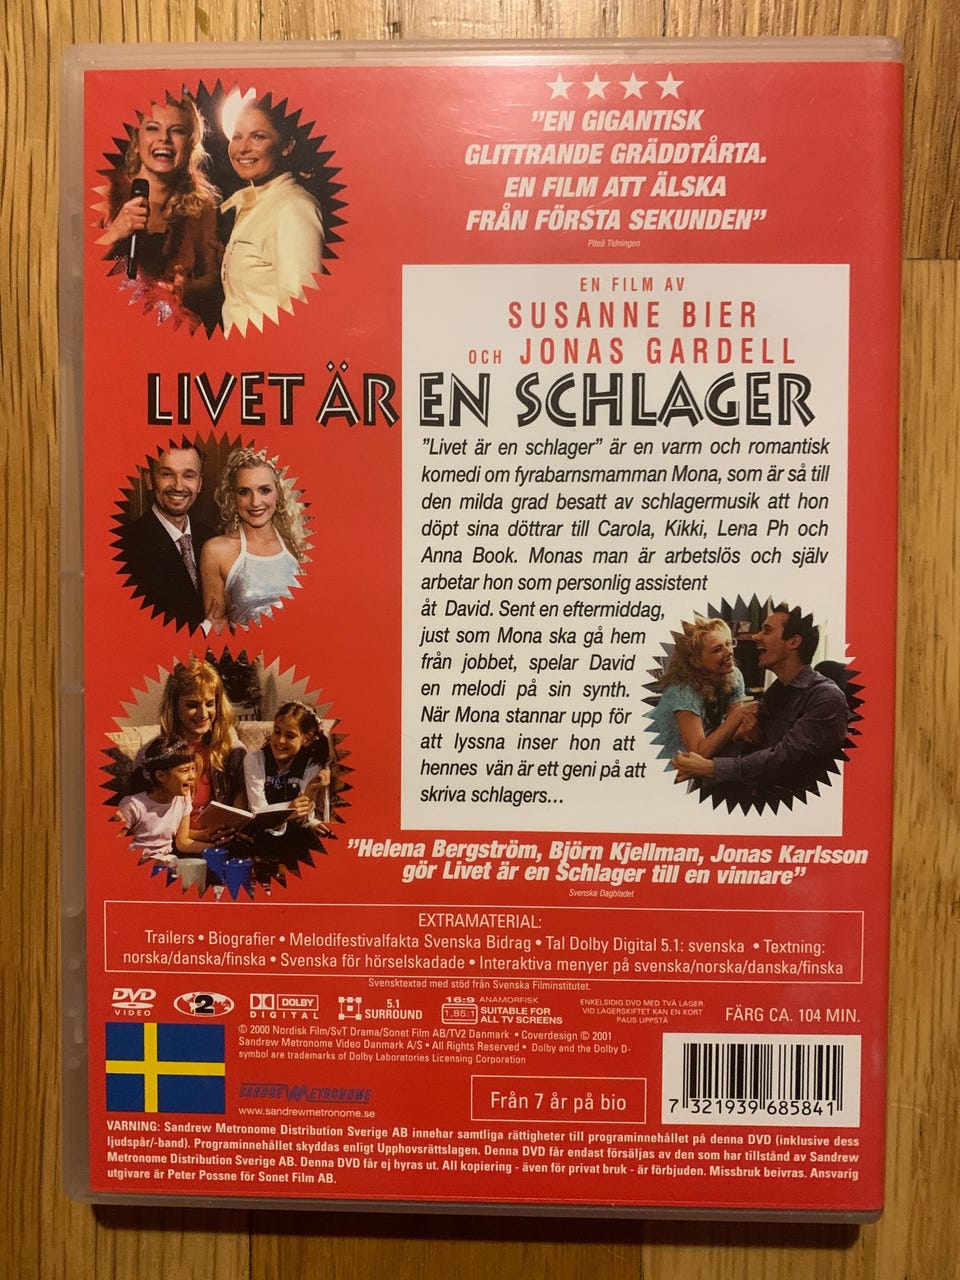 "EN GIGANTISK
GLITTRANDE GRÄDDTÅRTA.
EN FILM ATT ÄLSKA
FRÅN FÖRSTA SEKUNDEN"
Piteå Tidningen
EN FILM AV
SUSANNE BIER
OCH JONAS GARDELL
LIVET ÄR EN SCHLAGER
"Livet är en schlager" är en varm och romantisk
komedi om fyrabarnsmamman Mona, som är så till
den milda grad besatt av schlagermusik att hon
döpt sina döttrar till Carola, Kikki, Lena Ph och
Anna Book. Monas man är arbetslös och själv
arbetar hon som personlig assistent
åt David. Sent en eftermiddag,
just som Mona ska gå hem
från jobbet, spelar David
en melodi på sin synth.
När Mona stannar upp för
att lyssna inser hon att
hennes vän är ett geni på att
skriva schlagers...
"Helena Bergström, Björn Kjellman, Jonas Karlsson
gör Livet är en Schlager till en vinnare"
Svenska Dagbladet
EXTRAMATERIAL:
Trailers • Biografier • Melodifestivalfakta Svenska Bidrag • Tal Dolby Digital 5.1: svenska • Textning:
norska/danska/finska • Svenska för hörselskadade • Interaktiva menyer på svenska/norska/danska/finska
Svensktextad med stöd från Svenska Filminstitutet.
DVD VIDEO
2
DOLBY DIGITAL
5.1 SURROUND
16:9 ANAMORFISK
1,85:1 SUITABLE FOR ALL TV SCREENS
ENKELSIDIG DVD MED TVÅ LAGER.
VID LAGERSKIFTET KAN EN KORT
PAUS UPPSTÅ
FÄRG CA. 104 MIN.
© 2000 Nordisk Film/SvT Drama/Sonet Film AB/TV2 Danmark • Coverdesign © 2001
Sandrew Metronome Video Danmark A/S • All Rights Reserved • Dolby and the Dolby D-
symbol are trademarks of Dolby Laboratories Licensing Corporation
SANDREW METRONOME
www.sandrewmetronome.se
Från 7 år på bio
7 321939 685841
VARNING: Sandrew Metronome Distribution Sverige AB innehar samtliga rättigheter till programinnehållet på denna DVD (inklusive dess
ljudspår/-band). Programinnehållet skyddas enligt Upphovsrättslagen. Denna DVD får endast försäljas av den som har tillstånd av Sandrew
Metronome Distribution Sverige AB. Denna DVD får ej hyras ut. All kopiering - även för privat bruk - är förbjuden. Missbruk beivras. Ansvarig
utgivare är Peter Possne för Sonet Film AB.